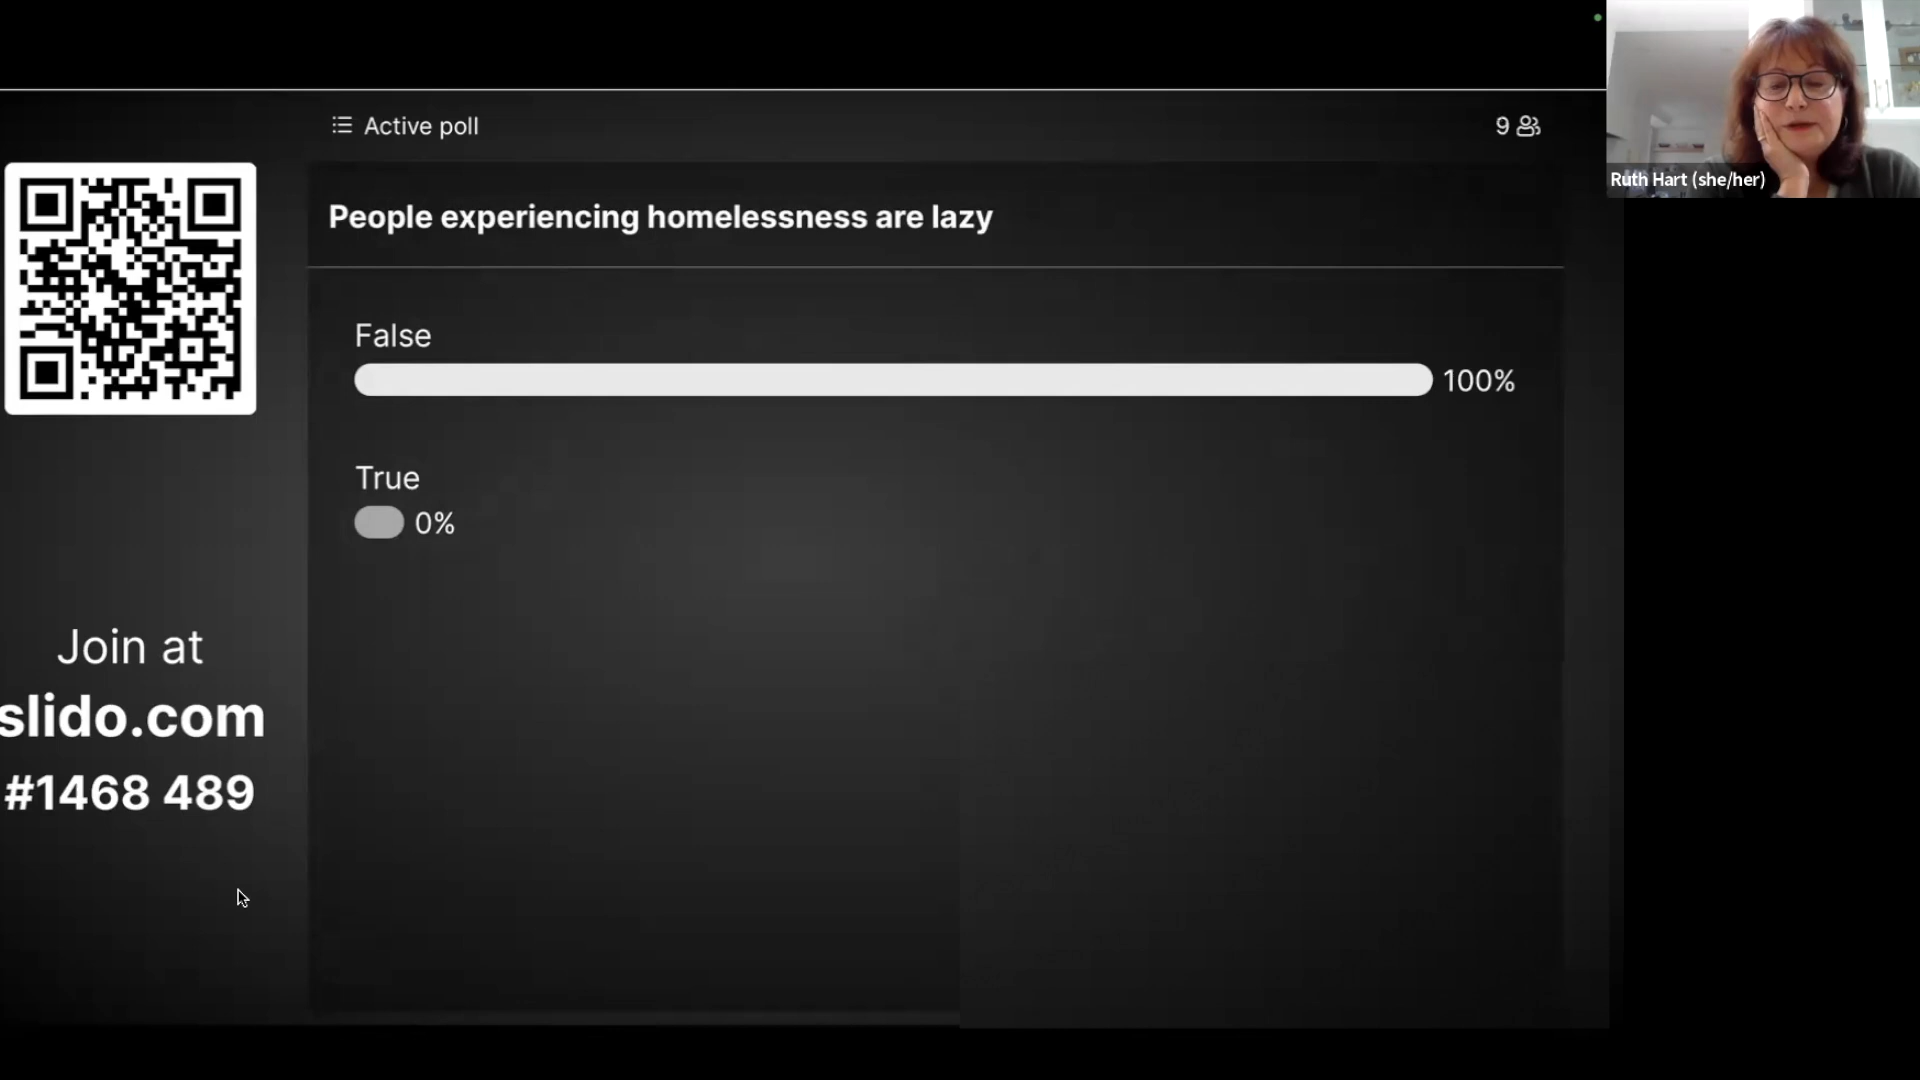 Active poll
9
Ruth Hart (she/her)
People experiencing homelessness are lazy
False
100%
True
0%
Join at
slido.com
#1468 489